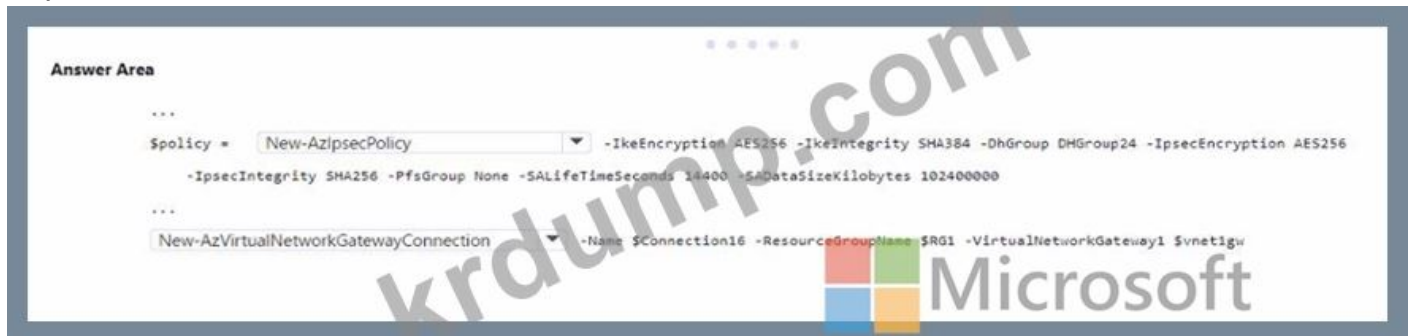 Answer Area
...
$policy = New-AzIpsecPolicy -IkeEncryption AES256 -IkeIntegrity SHA384 -DhGroup DHGroup24 -IpsecEncryption AES256
-IpsecIntegrity SHA256 -PfsGroup None -SALifeTimeSeconds 14400 -SADataSizeKilobytes 102400000
...
New-AzVirtualNetworkGatewayConnection -Name $Connection16 -ResourceGroupName $RG1 -VirtualNetworkGateway1 $vnet1gw
krdump.com
Microsoft